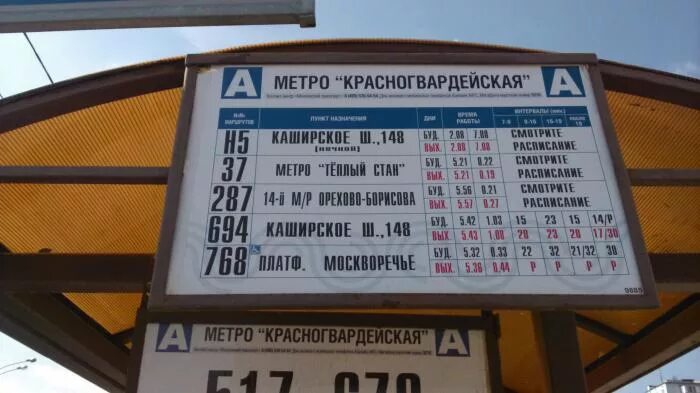 А МЕТРО "КРАСНОГВАРДЕЙСКАЯ" А
№№ МАРШРУТОВ ПУНКТ НАЗНАЧЕНИЯ ДНИ ВРЕМЯ РАБОТЫ ИНТЕРВАЛЫ (мин.)
7-9 9-16 16-19 после 19
Н5 КАШИРСКОЕ Ш.,148 (ночной) БУД. 2.08 7.08 СМОТРИТЕ
ВЫХ. 2.08 7.08 РАСПИСАНИЕ
37 МЕТРО "ТЁПЛЫЙ СТАН" БУД. 5.21 0.22 СМОТРИТЕ
ВЫХ. 5.21 0.19 РАСПИСАНИЕ
287 14-й М/Р ОРЕХОВО-БОРИСОВА БУД. 5.56 0.21 СМОТРИТЕ
ВЫХ. 5.57 0.27 РАСПИСАНИЕ
694 КАШИРСКОЕ Ш.,148 БУД. 5.42 1.03 15 23 15 14/Р
ВЫХ. 5.43 1.00 20 23 20 17/30
768 ПЛАТФ. МОСКВОРЕЧЬЕ БУД. 5.32 0.33 22 32 21/32 30
ВЫХ. 5.36 0.44 Р Р Р Р
9885
А МЕТРО "КРАСНОГВАРДЕЙСКАЯ" А